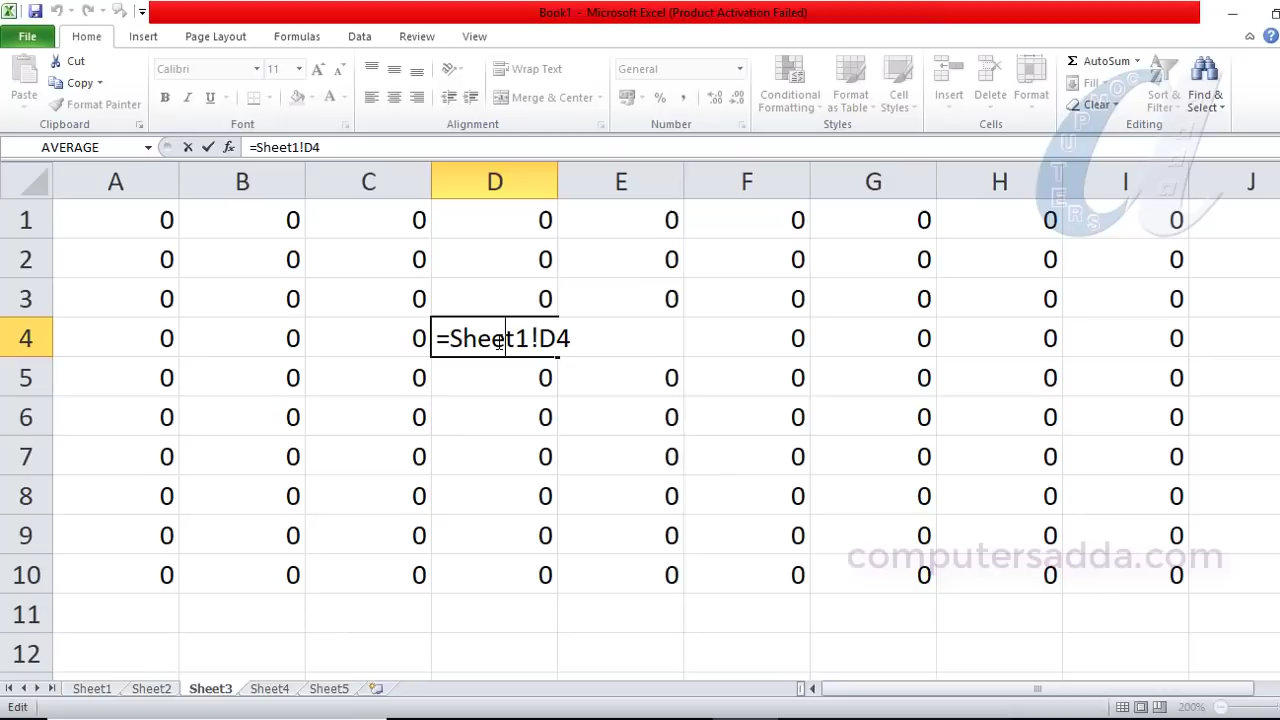 Book1 - Microsoft Excel (Product Activation Failed)
File Home Insert Page Layout Formulas Data Review View
Paste
Cut
Copy
Format Painter
Clipboard
Calibri 11
B I U
Font
Wrap Text
Merge & Center
Alignment
General
%
Number
Conditional Formatting
Format as Table
Cell Styles
Styles
Insert Delete Format
Cells
AutoSum
Fill
Clear
Sort & Filter
Find & Select
Editing
AVERAGE fx =Sheet1!D4
A B C D E F G H I J
1 0 0 0 0 0 0 0 0 0
2 0 0 0 0 0 0 0 0 0
3 0 0 0 0 0 0 0 0 0
4 0 0 0 =Sheet1!D4 0 0 0 0
5 0 0 0 0 0 0 0 0 0
6 0 0 0 0 0 0 0 0 0
7 0 0 0 0 0 0 0 0 0
8 0 0 0 0 0 0 0 0 0
9 0 0 0 0 0 0 0 0 0
10 0 0 0 0 0 0 0 0 0
computersadda.com
11
12
Sheet1 Sheet2 Sheet3 Sheet4 Sheet5
Edit 200%